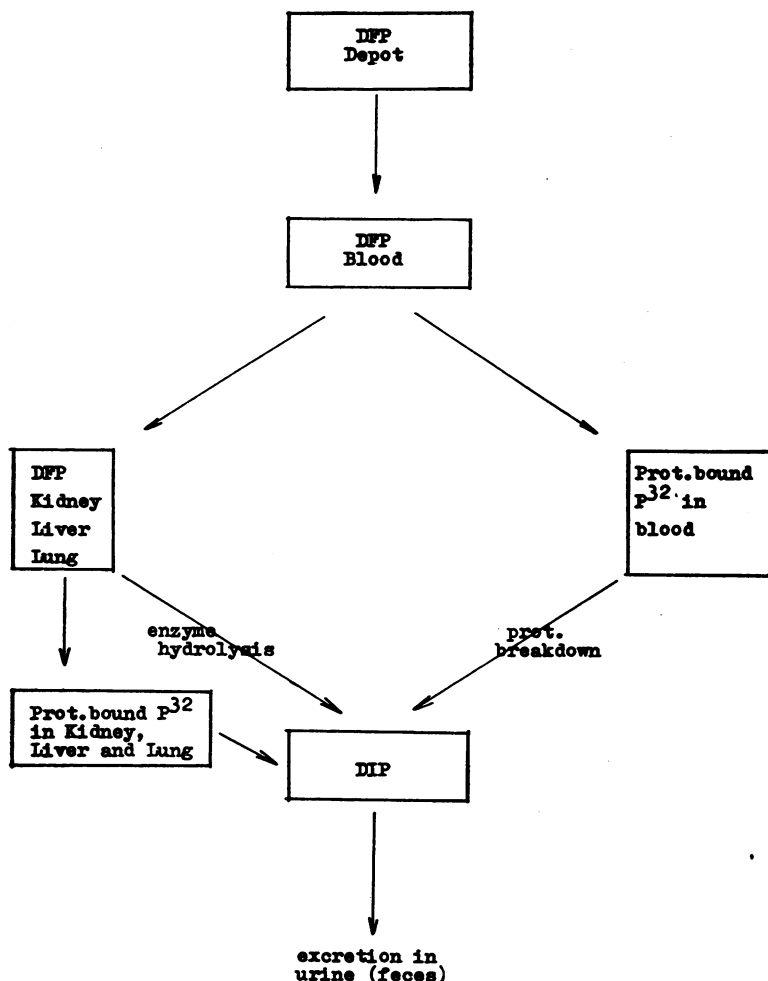 DFP
Depot
DFP
Blood
DFP
Kidney
Liver
Lung
Prot.bound
P32 in
blood
enzyme
hydrolysis
prot.
breakdown
Prot.bound P32
in Kidney,
Liver and Lung
DIP
excretion in
urine (feces)